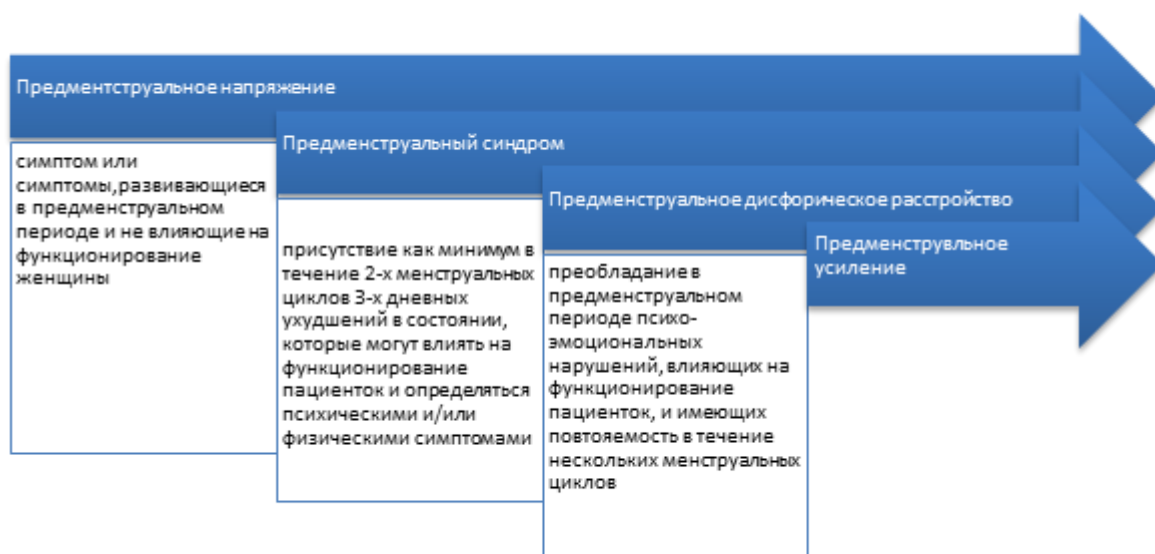 Предментструальное напряжение
симптом или
симптомы,развивающиеся
в предменструальном
периоде и не влияющие на
функционирование
женщины
Предменструальный синдром
присутствие как минимум в
течение 2-х менструальных
циклов 3-х дневных
ухудшений в состоянии,
которые могут влиять на
функционирование
пациенток и определяться
психическими и/или
физическими симптомами
Предменструальное дисфорическое расстройство
преобладание в
предменструальном
периоде психо-
эмоциональных
нарушений, влияющих на
функционирование
пациенток, и имеющих
повтояемость в течение
нескольких менструальных
циклов
Предменструвльное
усиление